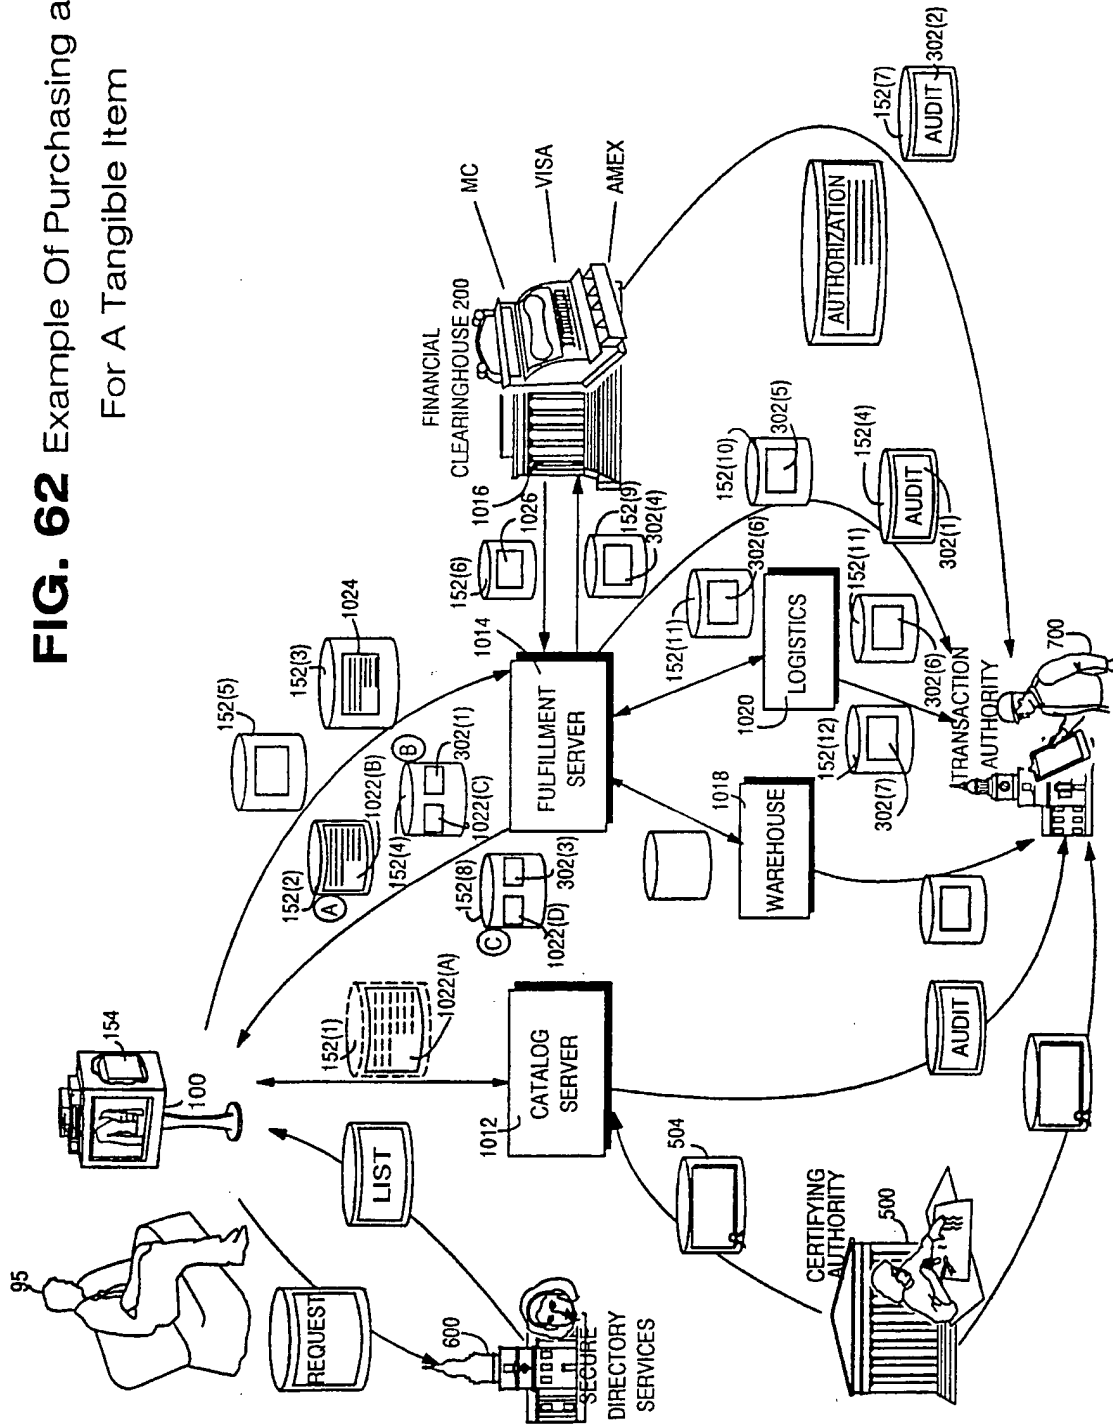 FIG. 62 Example Of Purchasing a
For A Tangible Item
95
154
100
REQUEST
LIST
600
SECURE
DIRECTORY
SERVICES
152(1)
1022(A)
1012
CATALOG
SERVER
504
CERTIFYING
AUTHORITY
500
AUDIT
152(5)
152(3)
1024
152(2)
A
1022(B)
152(4)
B
302(1)
1022(C)
152(8)
C
302(3)
1022(D)
1014
FULFILLMENT
SERVER
152(6)
1026
1016
152(9)
302(4)
FINANCIAL
CLEARINGHOUSE 200
MC
VISA
AMEX
1018
WAREHOUSE
152(11)
302(6)
1020
LOGISTICS
152(10)
302(5)
152(4)
AUDIT
302(1)
152(11)
302(6)
152(12)
302(7)
TRANSACTION
AUTHORITY
700
AUTHORIZATION
152(7)
AUDIT
302(2)